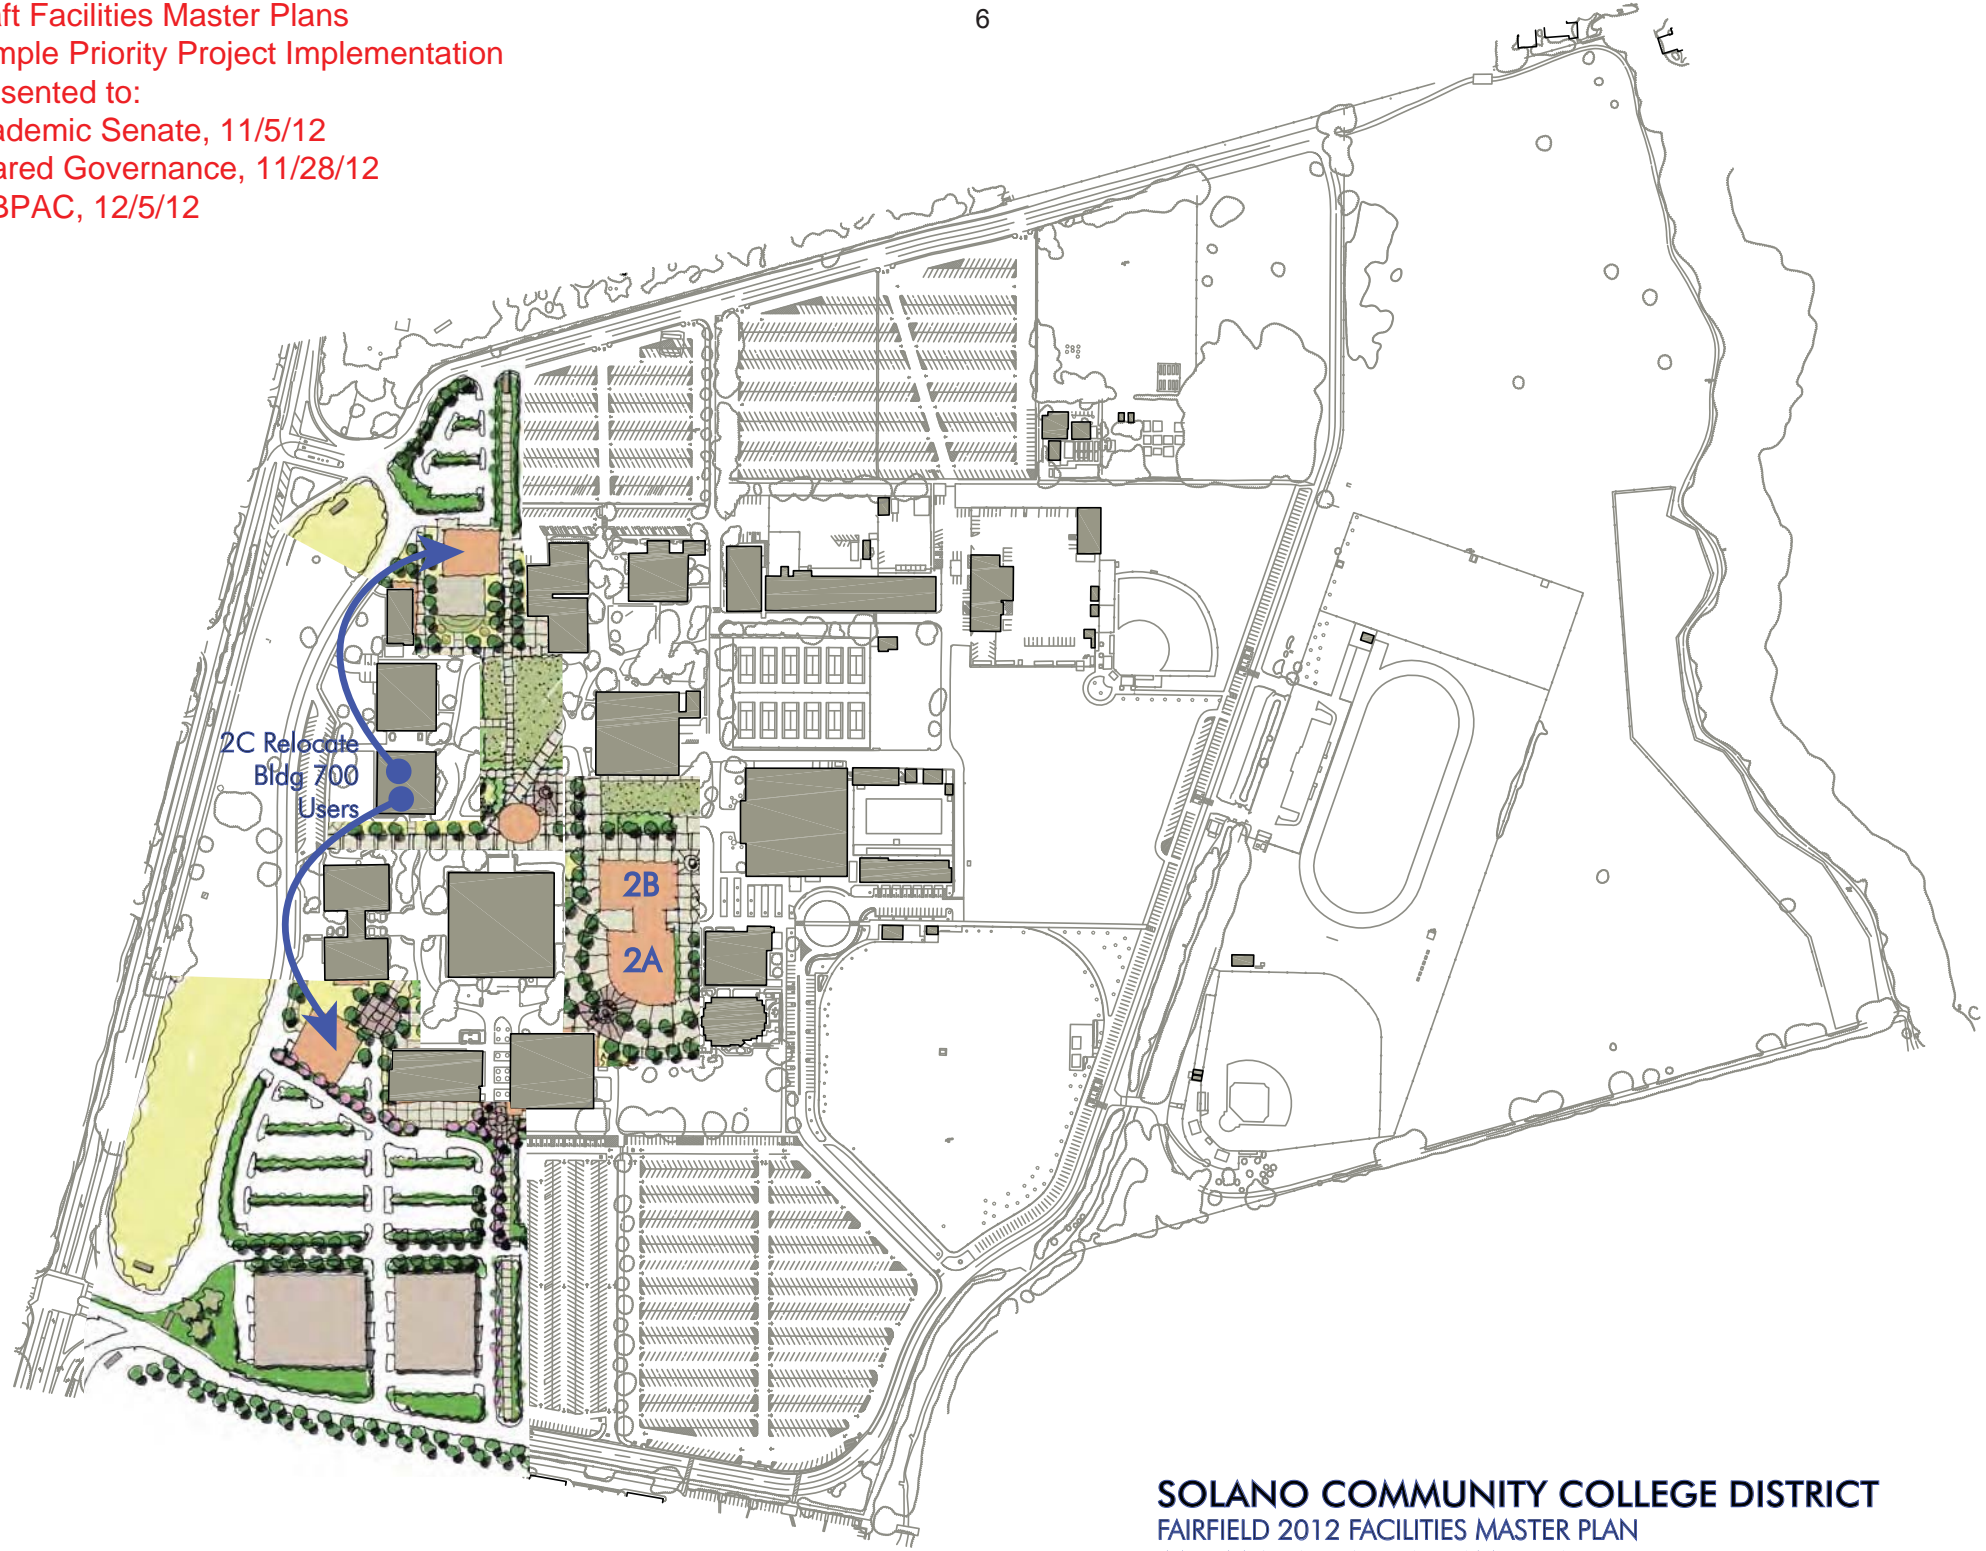 aft Facilities Master Plans
mple Priority Project Implementation
sented to:
ademic Senate, 11/5/12
ared Governance, 11/28/12
BPAC, 12/5/12
6
2C Relocate
Bldg 700
Users
2B
2A
SOLANO COMMUNITY COLLEGE DISTRICT
FAIRFIELD 2012 FACILITIES MASTER PLAN